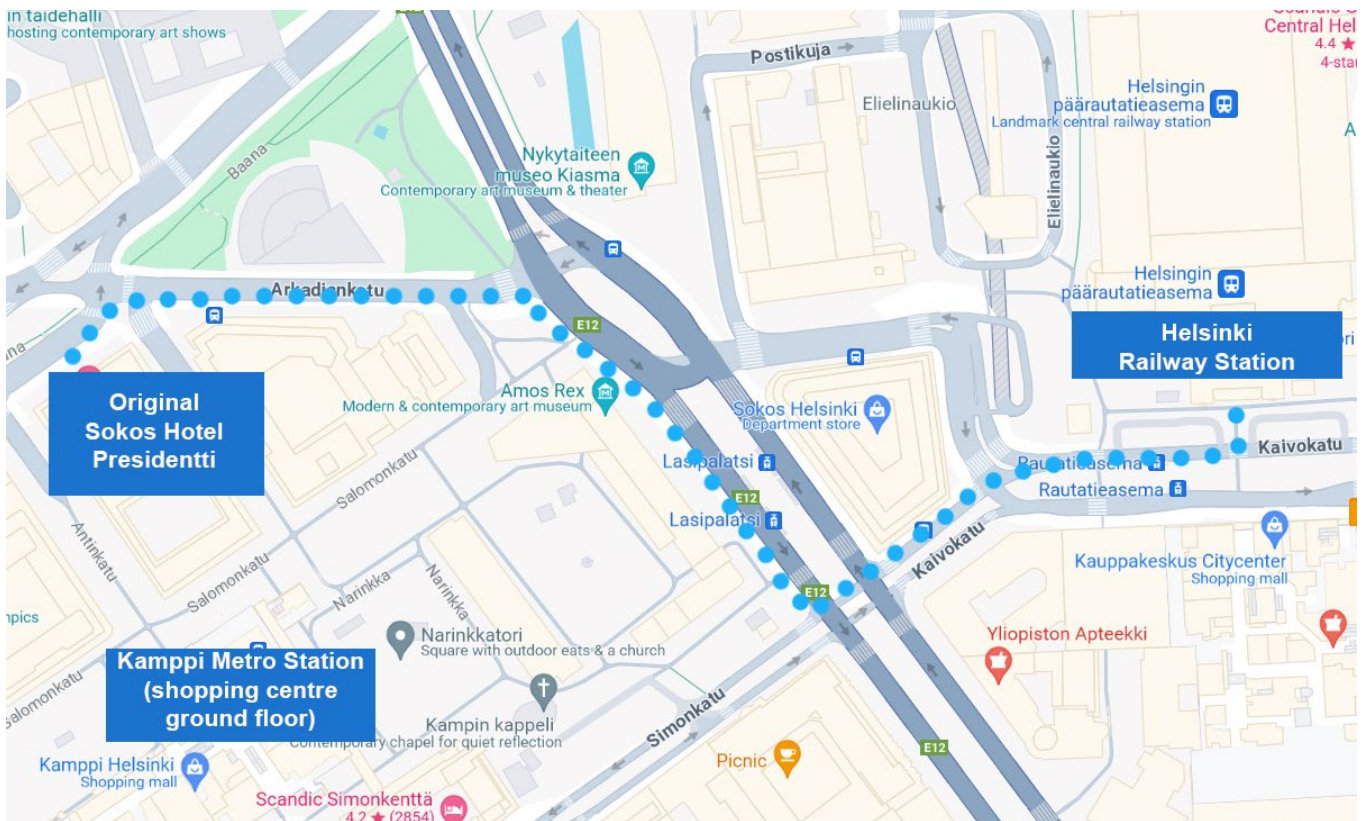 in taidehalli
hosting contemporary art shows
E12
Central Hel
4.4 ★
4-star
Postikuja
Elielinaukio
Helsingin
päärautatieasema
Landmark central railway station
A
Baana
Nykytaiteen
museo Kiasma
Contemporary art museum & theater
Elielinaukio
Helsingin
päärautatieasema
Arkadiankatu
E12
Helsinki
Railway Station
ori
Original
Sokos Hotel
Presidentti
Amos Rex
Modern & contemporary art museum
Sokos Helsinki
Department store
Kaivokatu
Rautatieasema
Rautatieasema
Lasipalatsi
E12
Lasipalatsi
Salomonkatu
Antinkatu
Salomonkatu
Narinkka
Narinkka
Kaivokatu
E12
Kauppakeskus Citycenter
Shopping mall
mpics
Narinkkatori
Square with outdoor eats & a church
Yliopiston Apteekki
Kamppi Metro Station
(shopping centre
ground floor)
Salomonkatu
Kampin kappeli
Contemporary chapel for quiet reflection
Simonkatu
E12
Picnic
Kamppi Helsinki
Shopping mall
Scandic Simonkenttä
4.2 ★ (2854)